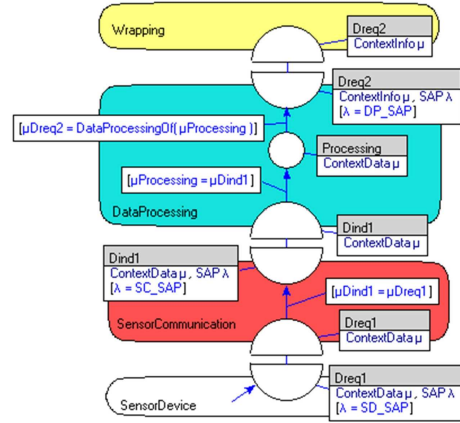 Wrapping
Dreq2
ContextInfo μ
Dreq2
ContextInfo μ , SAP λ
[λ = DP_SAP]
[μDreq2 = DataProcessingOf( μProcessing )]
Processing
ContextData μ
[μProcessing = μDind1]
DataProcessing
Dind1
ContextData μ
Dind1
ContextData μ , SAP λ
[λ = SC_SAP]
[μDind1 = μDreq1]
SensorCommunication
Dreq1
ContextData μ
Dreq1
ContextData μ , SAP λ
[λ = SD_SAP]
SensorDevice